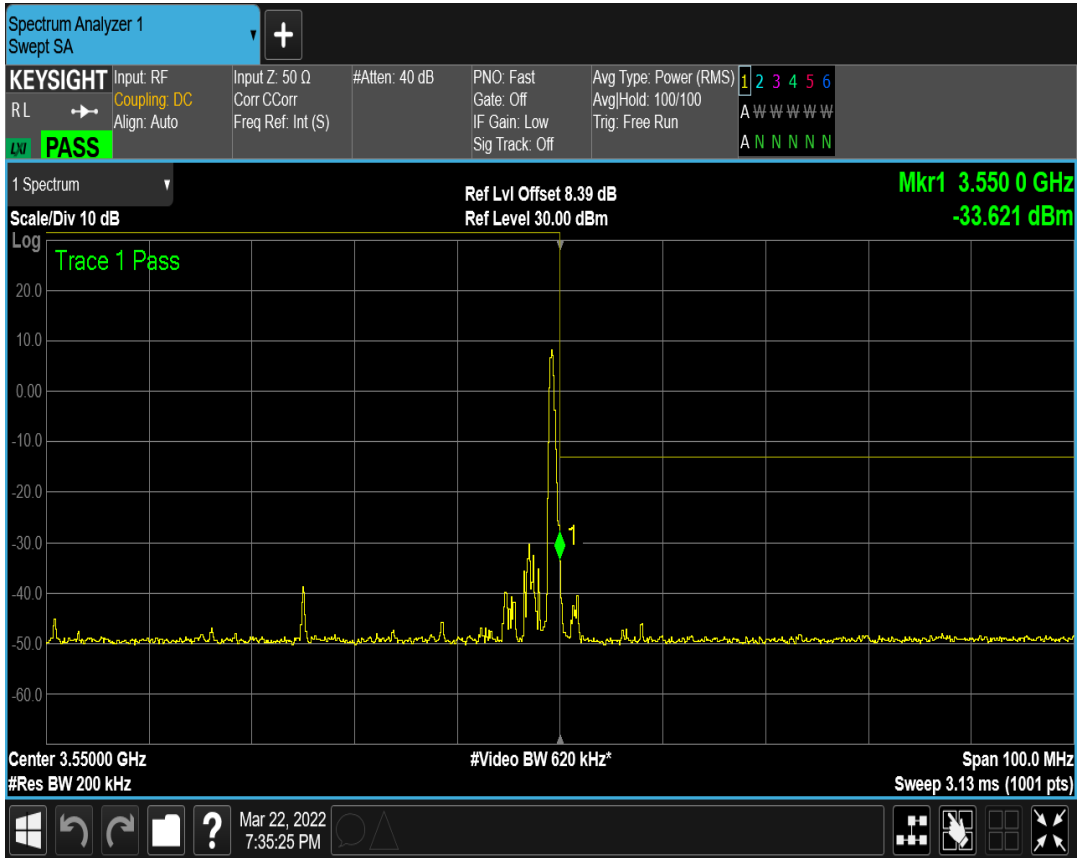 Spectrum Analyzer 1
Swept SA
+
KEYSIGHT
RL
LXI PASS
Input: RF
Coupling: DC
Align: Auto
Input Z: 50 Ω
Corr CCorr
Freq Ref: Int (S)
#Atten: 40 dB
PNO: Fast
Gate: Off
IF Gain: Low
Sig Track: Off
Avg Type: Power (RMS)
Avg|Hold: 100/100
Trig: Free Run
1 2 3 4 5 6
A W W W W W
A N N N N N
1 Spectrum
Scale/Div 10 dB
Ref Lvl Offset 8.39 dB
Ref Level 30.00 dBm
Mkr1 3.550 0 GHz
-33.621 dBm
Log
Trace 1 Pass
20.0
10.0
0.00
-10.0
-20.0
-30.0
1
-40.0
-50.0
-60.0
Center 3.55000 GHz
#Res BW 200 kHz
#Video BW 620 kHz*
Span 100.0 MHz
Sweep 3.13 ms (1001 pts)
?
Mar 22, 2022
7:35:25 PM